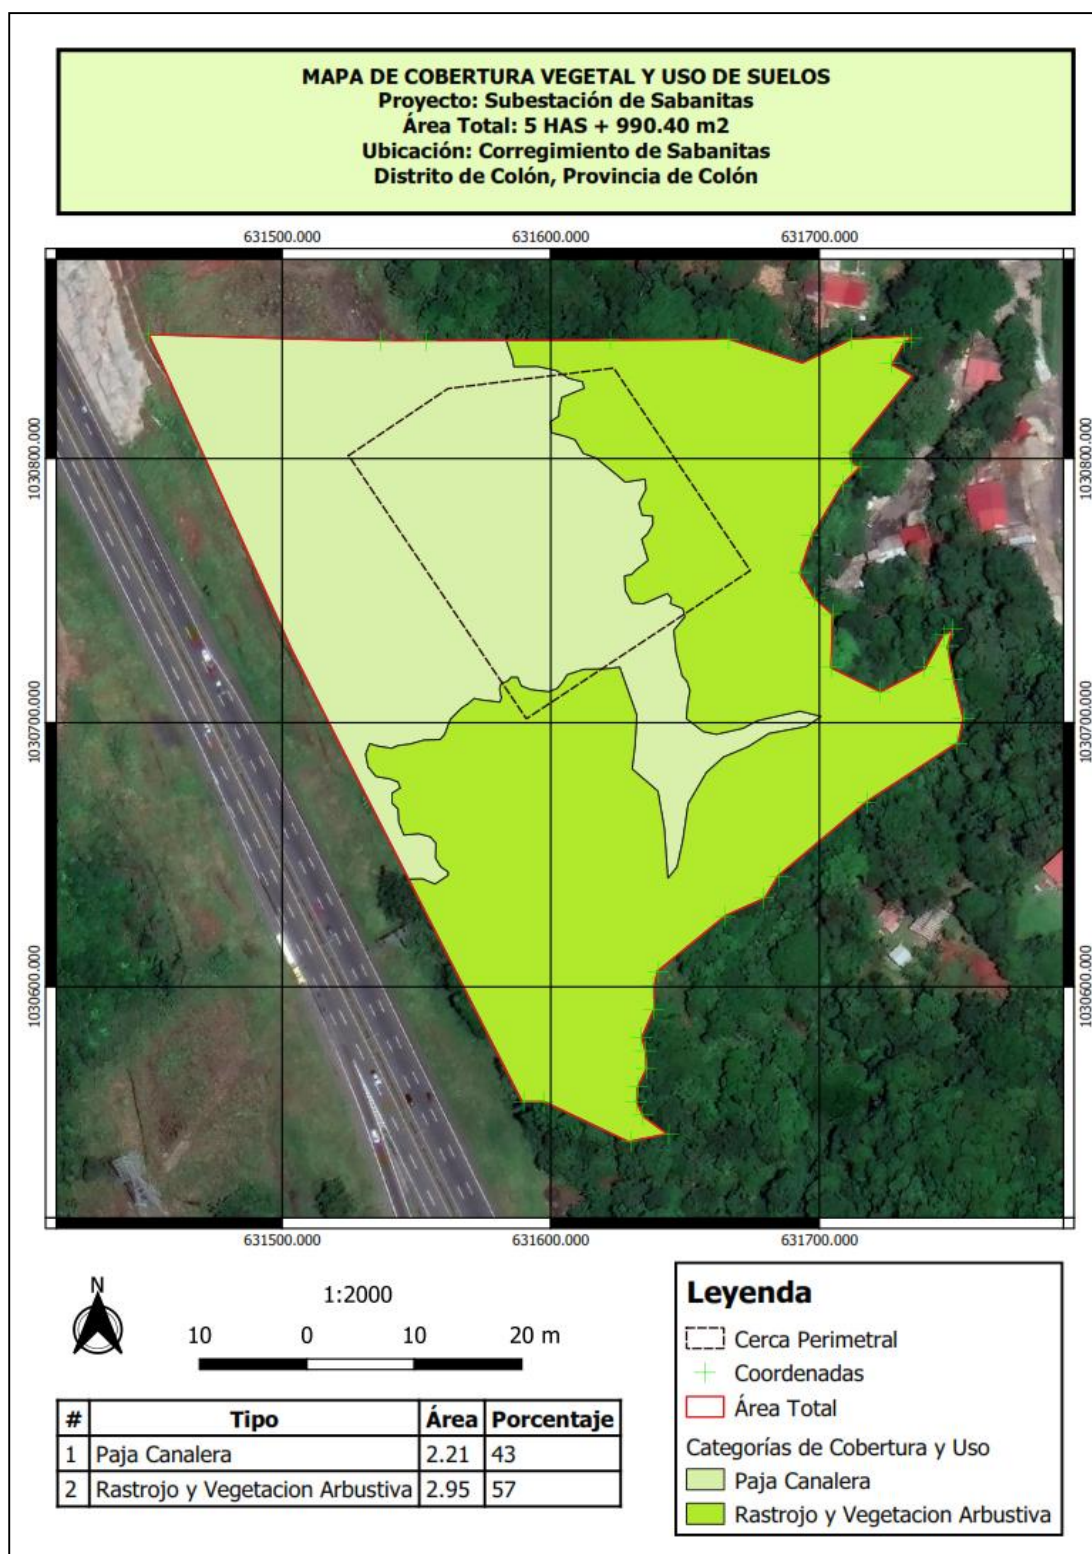 MAPA DE COBERTURA VEGETAL Y USO DE SUELOS
Proyecto: Subestación de Sabanitas
Área Total: 5 HAS + 990.40 m2
Ubicación: Corregimiento de Sabanitas
Distrito de Colón, Provincia de Colón
631500.000 631600.000 631700.000
1030800.000 1030800.000
1030700.000 1030700.000
1030600.000 1030600.000
631500.000 631600.000 631700.000
N
1:2000
10 0 10 20 m
# Tipo Área Porcentaje
1 Paja Canalera 2.21 43
2 Rastrojo y Vegetacion Arbustiva 2.95 57
Leyenda
Cerca Perimetral
Coordenadas
Área Total
Categorías de Cobertura y Uso
Paja Canalera
Rastrojo y Vegetacion Arbustiva